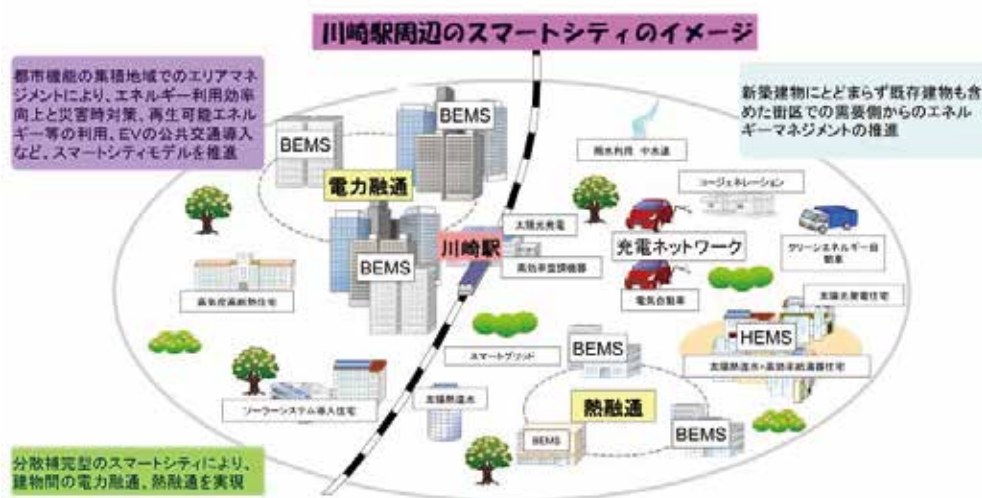 川崎駅周辺のスマートシティのイメージ
都市機能の集積地域でのエリアマネ
ジメントにより、エネルギー利用効率
向上と災害時対策、再生可能エネル
ギー等の利用、EVの公共交通導入
など、スマートシティモデルを推進
新築建物にとどまらず既存建物も含
めた街区での需要側からのエネル
ギーマネジメントの推進
BEMS
BEMS
電力融通
BEMS
川崎駅
雨水利用 中水道
コージェネレーション
太陽光発電
高効率空調機器
充電ネットワーク
電気自動車
クリーンエネルギー自
動車
高気密高断熱住宅
太陽光発電住宅
HEMS
太陽熱温水・高効率給湯器住宅
スマートグリッド
BEMS
ソーラーシステム導入住宅
太陽熱温水
熱融通
BEMS
BEMS
分散補完型のスマートシティにより、
建物間の電力融通、熱融通を実現